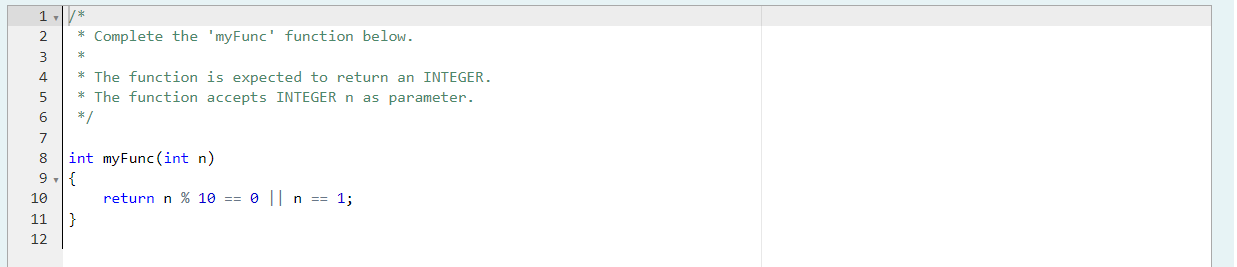 1 /*
2  * Complete the 'myFunc' function below.
3  *
4  * The function is expected to return an INTEGER.
5  * The function accepts INTEGER n as parameter.
6  */
7
8 int myFunc(int n)
9 {
10     return n % 10 == 0 || n == 1;
11 }
12